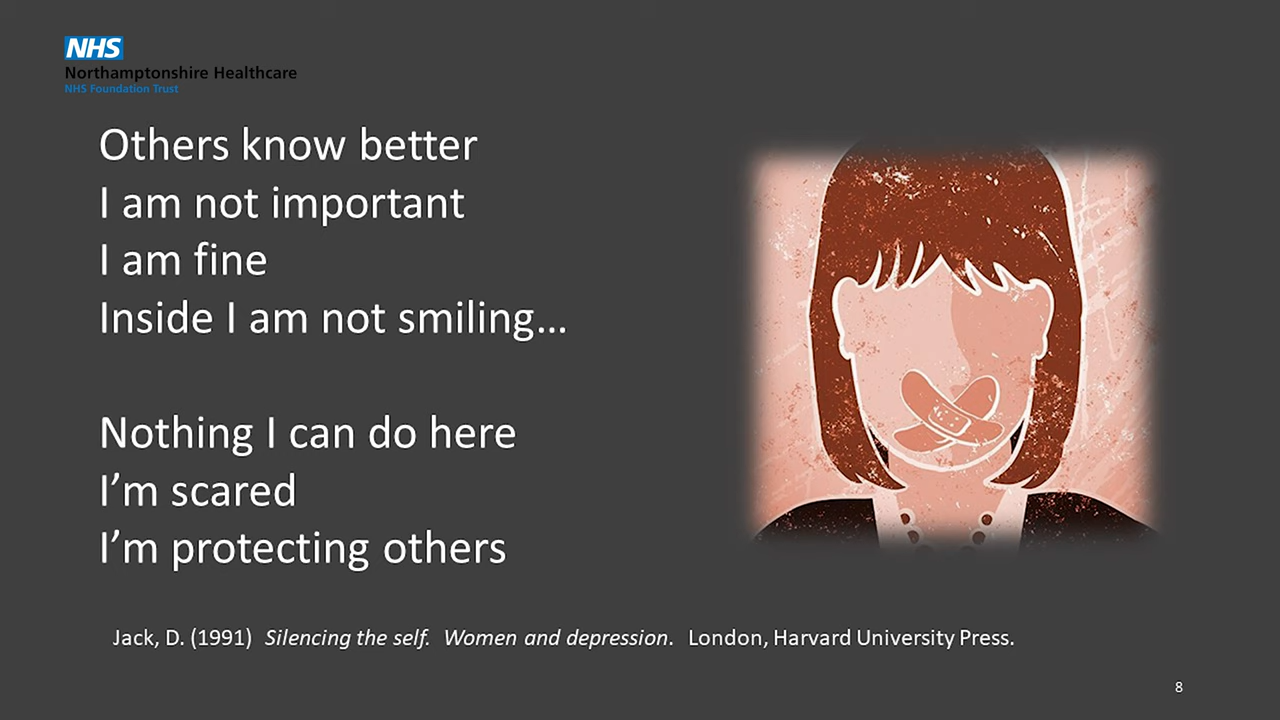 NHS
Northamptonshire Healthcare
NHS Foundation Trust
Others know better
I am not important
I am fine
Inside I am not smiling…
Nothing I can do here
I’m scared
I’m protecting others
Jack, D. (1991) Silencing the self. Women and depression. London, Harvard University Press.
8